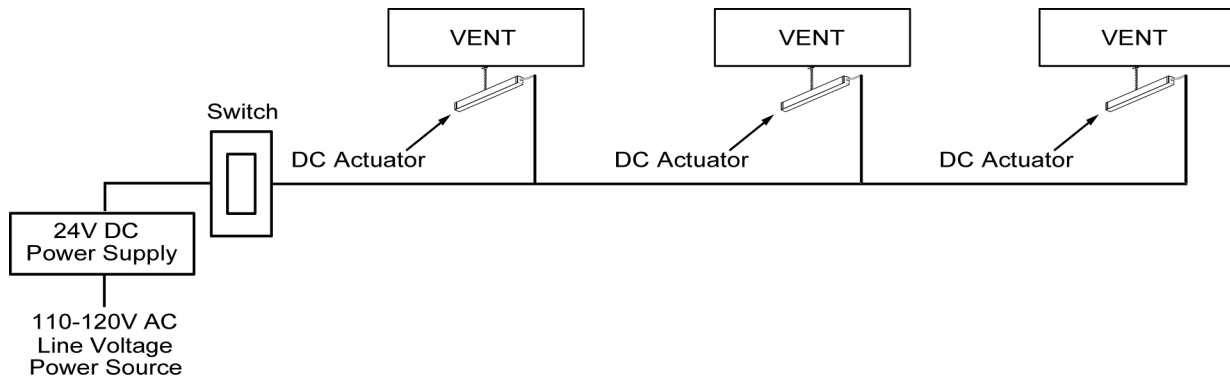 VENT
VENT
VENT
Switch
DC Actuator
DC Actuator
DC Actuator
24V DC
Power Supply
110-120V AC
Line Voltage
Power Source